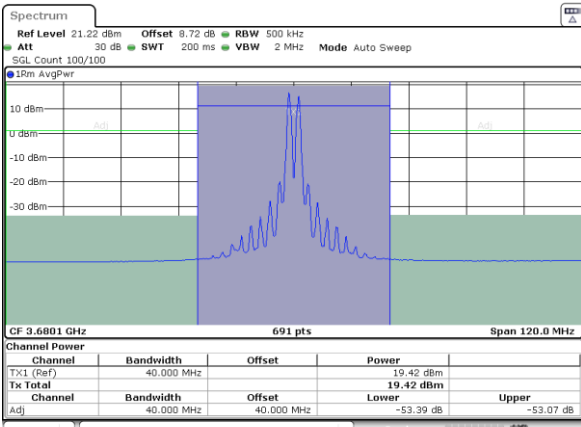 Spectrum
Ref Level 21.22 dBm Offset 8.72 dB RBW 500 kHz
Att 30 dB SWT 200 ms VBW 2 MHz Mode Auto Sweep
SGL Count 100/100
1Rm AvgPwr
10 dBm
Adj Adj
0 dBm
-10 dBm
-20 dBm
-30 dBm
CF 3.6801 GHz 691 pts Span 120.0 MHz
Channel Power
Channel Bandwidth Offset Power
TX1 (Ref) 40.000 MHz 19.42 dBm
Tx Total 19.42 dBm
Channel Bandwidth Offset Lower Upper
Adj 40.000 MHz 40.000 MHz -53.39 dB -53.07 dB